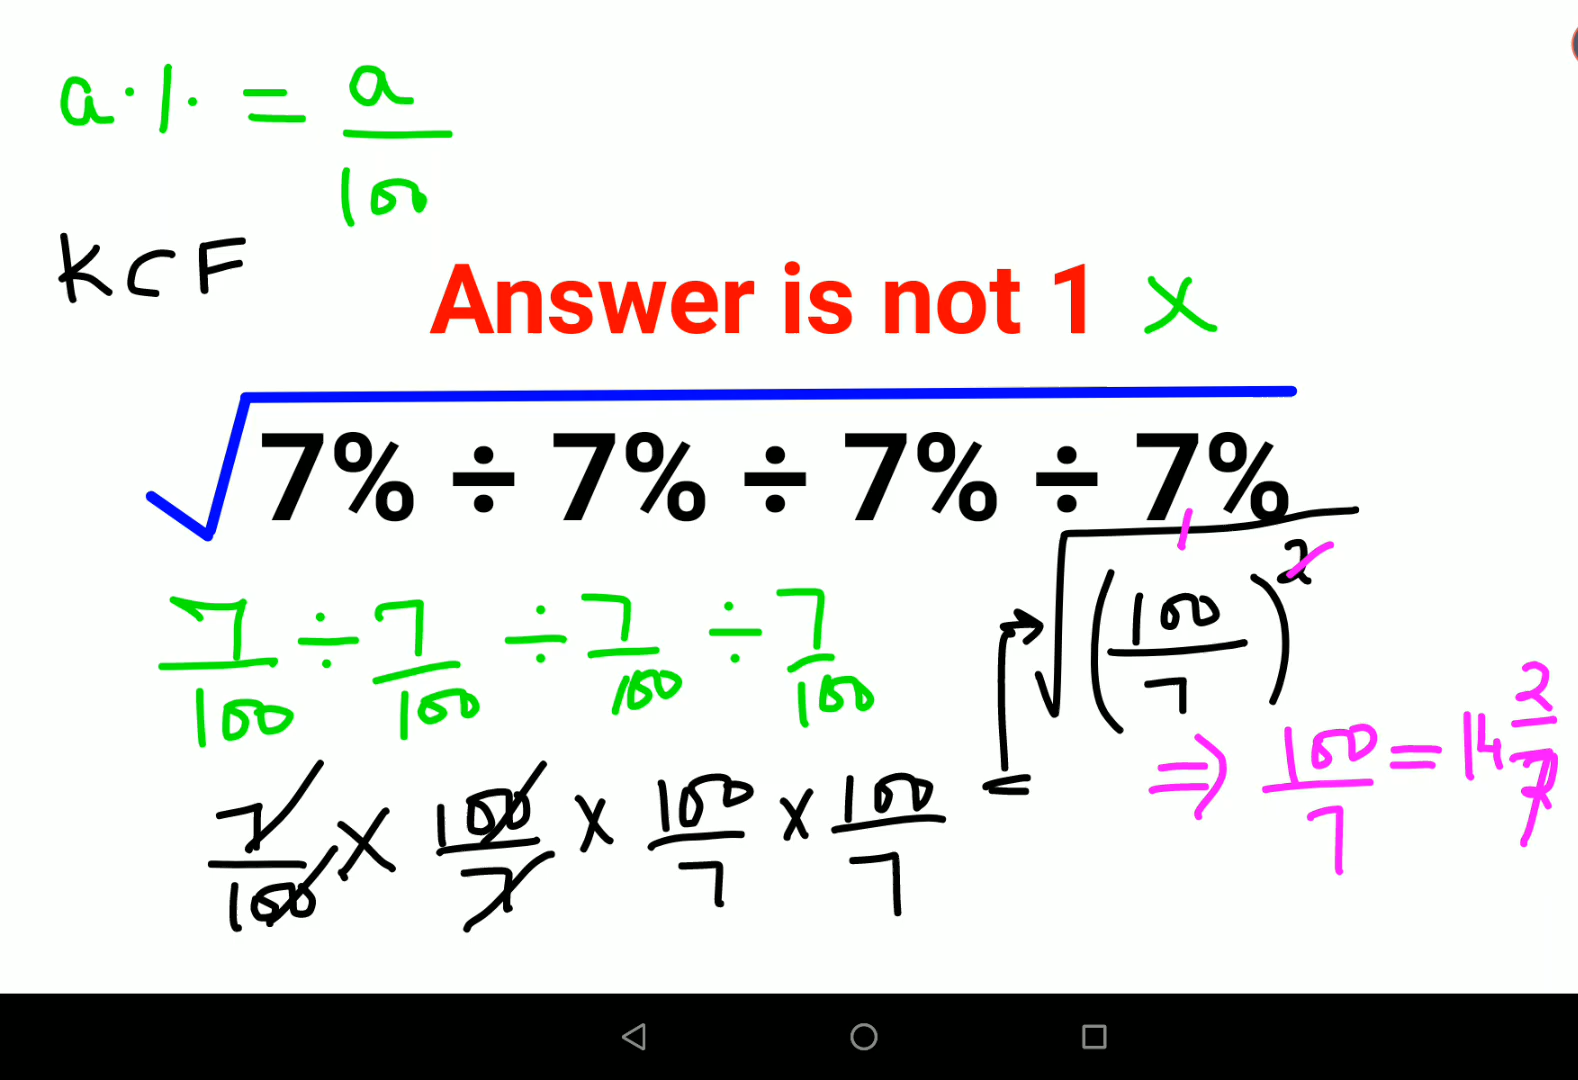 a% = a/100
KCF
Answer is not 1 x
√7% ÷ 7% ÷ 7% ÷ 7%
7/100 ÷ 7/100 ÷ 7/100 ÷ 7/100
7/100 x 100/7 x 100/7 x 100/7 =
1
√(100/7)²
⇒ 100/7 = 14 2/7